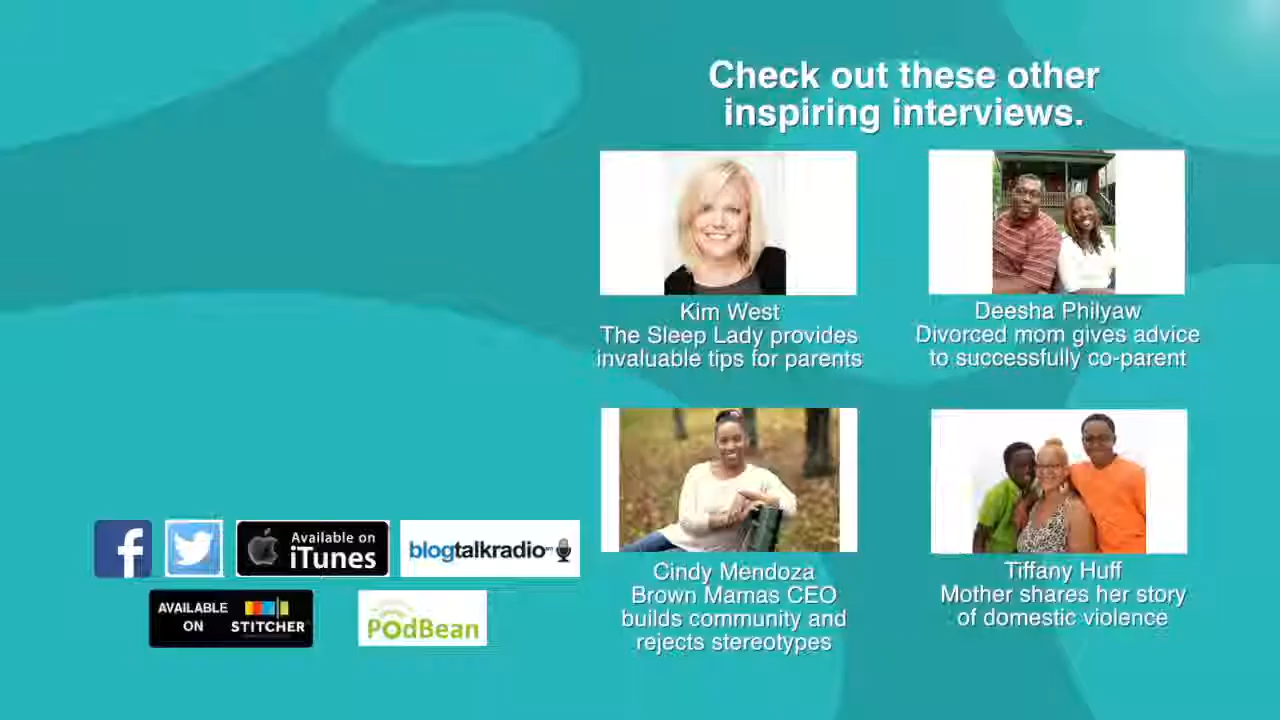 Check out these other
inspiring interviews.
Kim West
The Sleep Lady provides
invaluable tips for parents
Deesha Philyaw
Divorced mom gives advice
to successfully co-parent
Cindy Mendoza
Brown Mamas CEO
builds community and
rejects stereotypes
Tiffany Huff
Mother shares her story
of domestic violence
f
Available on
iTunes
blogtalkradio
AVAILABLE
ON
STITCHER
PodBean